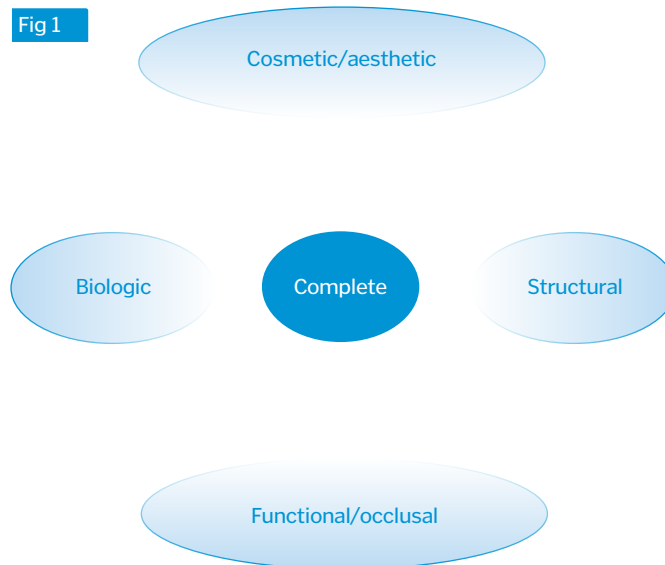 Fig 1
Cosmetic/aesthetic
Biologic
Complete
Structural
Functional/occlusal